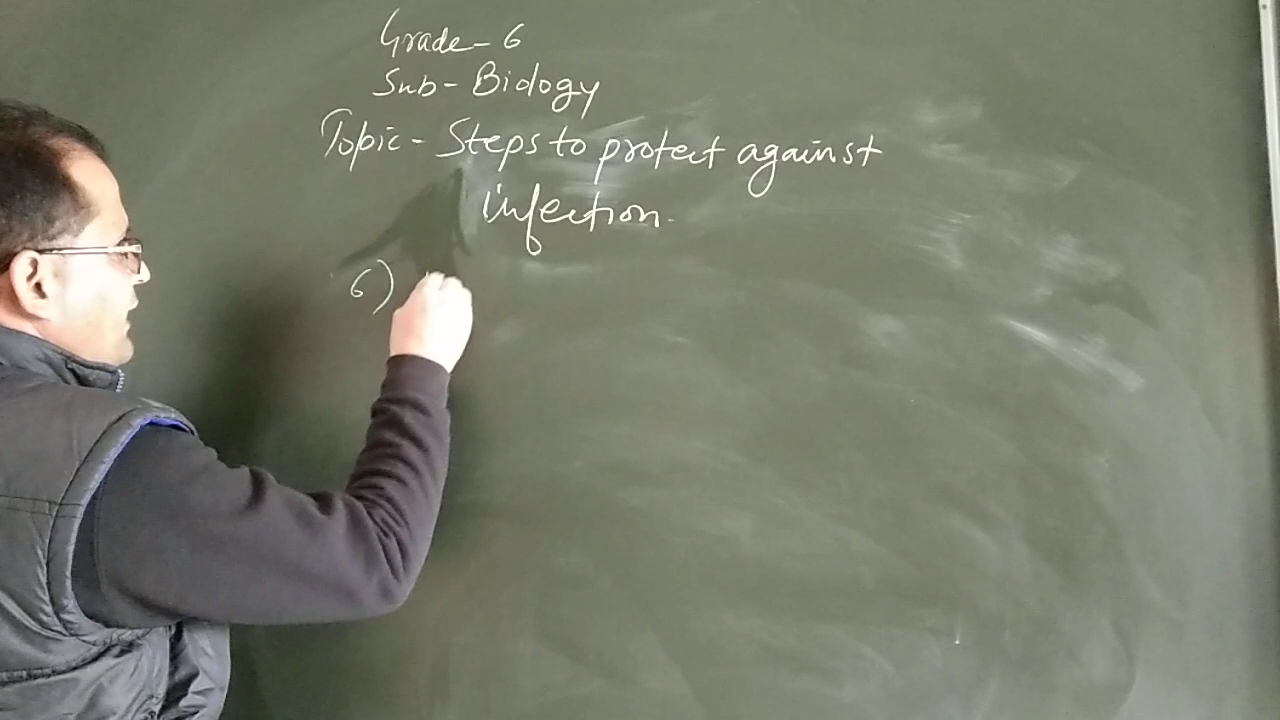 Grade - 6
Sub - Biology
Topic - Steps to protect against
infection.
6)